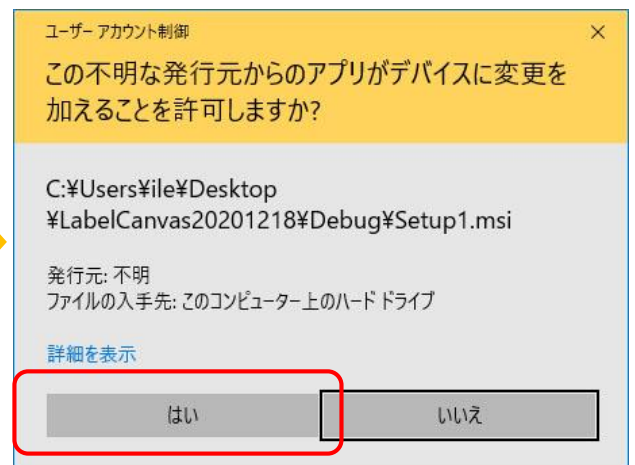 ユーザー アカウント制御
この不明な発行元からのアプリがデバイスに変更を
加えることを許可しますか?
C:¥Users¥ile¥Desktop
¥LabelCanvas20201218¥Debug¥Setup1.msi
発行元: 不明
ファイルの入手先: このコンピューター上のハード ドライブ
詳細を表示
はい
いいえ